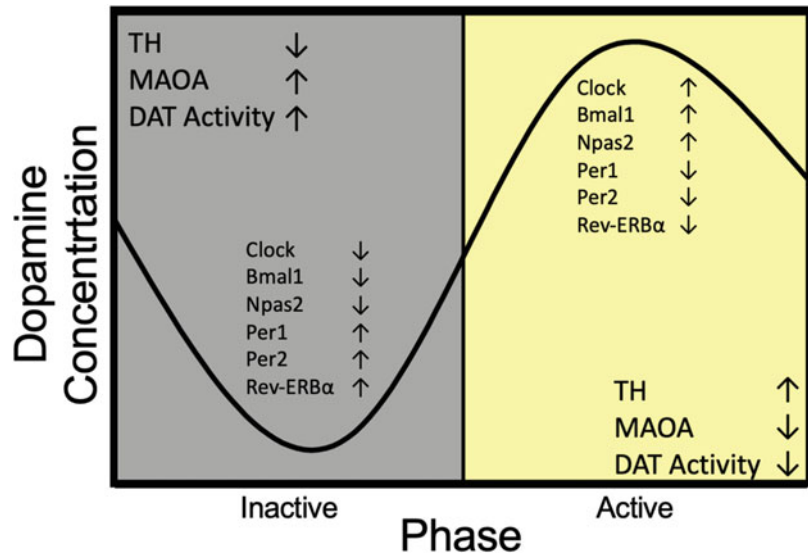 Dopamine
Concentrtation
TH ↓
MAOA ↑
DAT Activity ↑
Clock ↓
Bmal1 ↓
Npas2 ↓
Per1 ↑
Per2 ↑
Rev-ERBα ↑
Clock ↑
Bmal1 ↑
Npas2 ↑
Per1 ↓
Per2 ↓
Rev-ERBα ↓
TH ↑
MAOA ↓
DAT Activity ↓
Inactive
Active
Phase